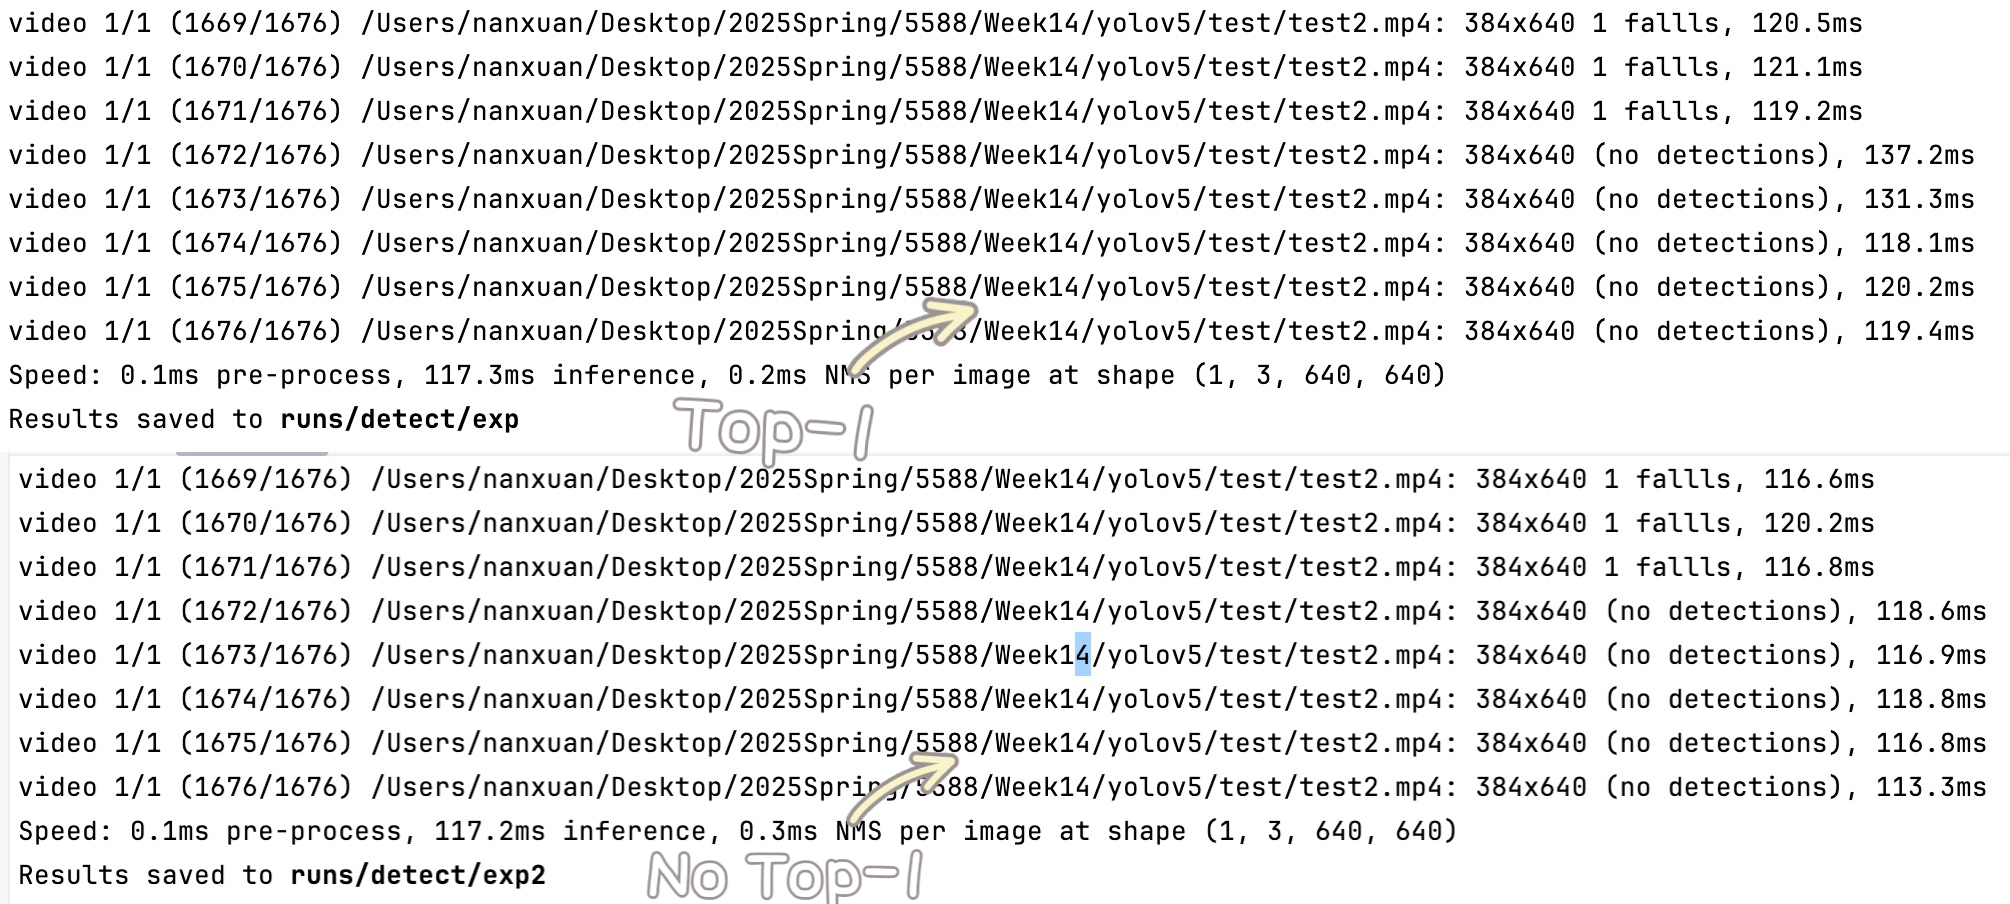 video 1/1 (1669/1676) /Users/nanxuan/Desktop/2025Spring/5588/Week14/yolov5/test/test2.mp4: 384x640 1 fallls, 120.5ms
video 1/1 (1670/1676) /Users/nanxuan/Desktop/2025Spring/5588/Week14/yolov5/test/test2.mp4: 384x640 1 fallls, 121.1ms
video 1/1 (1671/1676) /Users/nanxuan/Desktop/2025Spring/5588/Week14/yolov5/test/test2.mp4: 384x640 1 fallls, 119.2ms
video 1/1 (1672/1676) /Users/nanxuan/Desktop/2025Spring/5588/Week14/yolov5/test/test2.mp4: 384x640 (no detections), 137.2ms
video 1/1 (1673/1676) /Users/nanxuan/Desktop/2025Spring/5588/Week14/yolov5/test/test2.mp4: 384x640 (no detections), 131.3ms
video 1/1 (1674/1676) /Users/nanxuan/Desktop/2025Spring/5588/Week14/yolov5/test/test2.mp4: 384x640 (no detections), 118.1ms
video 1/1 (1675/1676) /Users/nanxuan/Desktop/2025Spring/5588/Week14/yolov5/test/test2.mp4: 384x640 (no detections), 120.2ms
video 1/1 (1676/1676) /Users/nanxuan/Desktop/2025Spring/5588/Week14/yolov5/test/test2.mp4: 384x640 (no detections), 119.4ms
Speed: 0.1ms pre-process, 117.3ms inference, 0.2ms NMS per image at shape (1, 3, 640, 640)
Results saved to runs/detect/exp
Top-1
video 1/1 (1669/1676) /Users/nanxuan/Desktop/2025Spring/5588/Week14/yolov5/test/test2.mp4: 384x640 1 fallls, 116.6ms
video 1/1 (1670/1676) /Users/nanxuan/Desktop/2025Spring/5588/Week14/yolov5/test/test2.mp4: 384x640 1 fallls, 120.2ms
video 1/1 (1671/1676) /Users/nanxuan/Desktop/2025Spring/5588/Week14/yolov5/test/test2.mp4: 384x640 1 fallls, 116.8ms
video 1/1 (1672/1676) /Users/nanxuan/Desktop/2025Spring/5588/Week14/yolov5/test/test2.mp4: 384x640 (no detections), 118.6ms
video 1/1 (1673/1676) /Users/nanxuan/Desktop/2025Spring/5588/Week14/yolov5/test/test2.mp4: 384x640 (no detections), 116.9ms
video 1/1 (1674/1676) /Users/nanxuan/Desktop/2025Spring/5588/Week14/yolov5/test/test2.mp4: 384x640 (no detections), 118.8ms
video 1/1 (1675/1676) /Users/nanxuan/Desktop/2025Spring/5588/Week14/yolov5/test/test2.mp4: 384x640 (no detections), 116.8ms
video 1/1 (1676/1676) /Users/nanxuan/Desktop/2025Spring/5588/Week14/yolov5/test/test2.mp4: 384x640 (no detections), 113.3ms
Speed: 0.1ms pre-process, 117.2ms inference, 0.3ms NMS per image at shape (1, 3, 640, 640)
Results saved to runs/detect/exp2
No Top-1